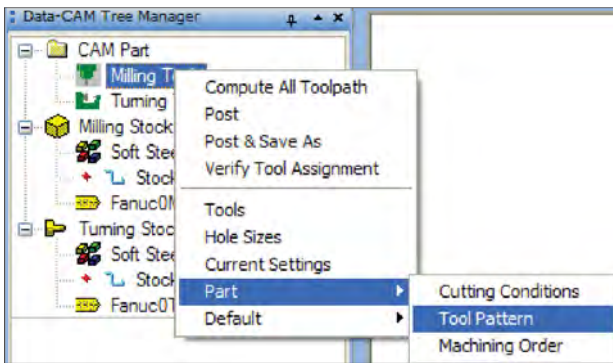 Data-CAM Tree Manager
CAM Part
Milling
Turning
Milling Stock
Soft Stee
Stock
Fanuc0M
Turning Stoc
Soft Stee
Stock
Fanuc0T
Compute All Toolpath
Post
Post & Save As
Verify Tool Assignment
Tools
Hole Sizes
Current Settings
Part
Default
Cutting Conditions
Tool Pattern
Machining Order